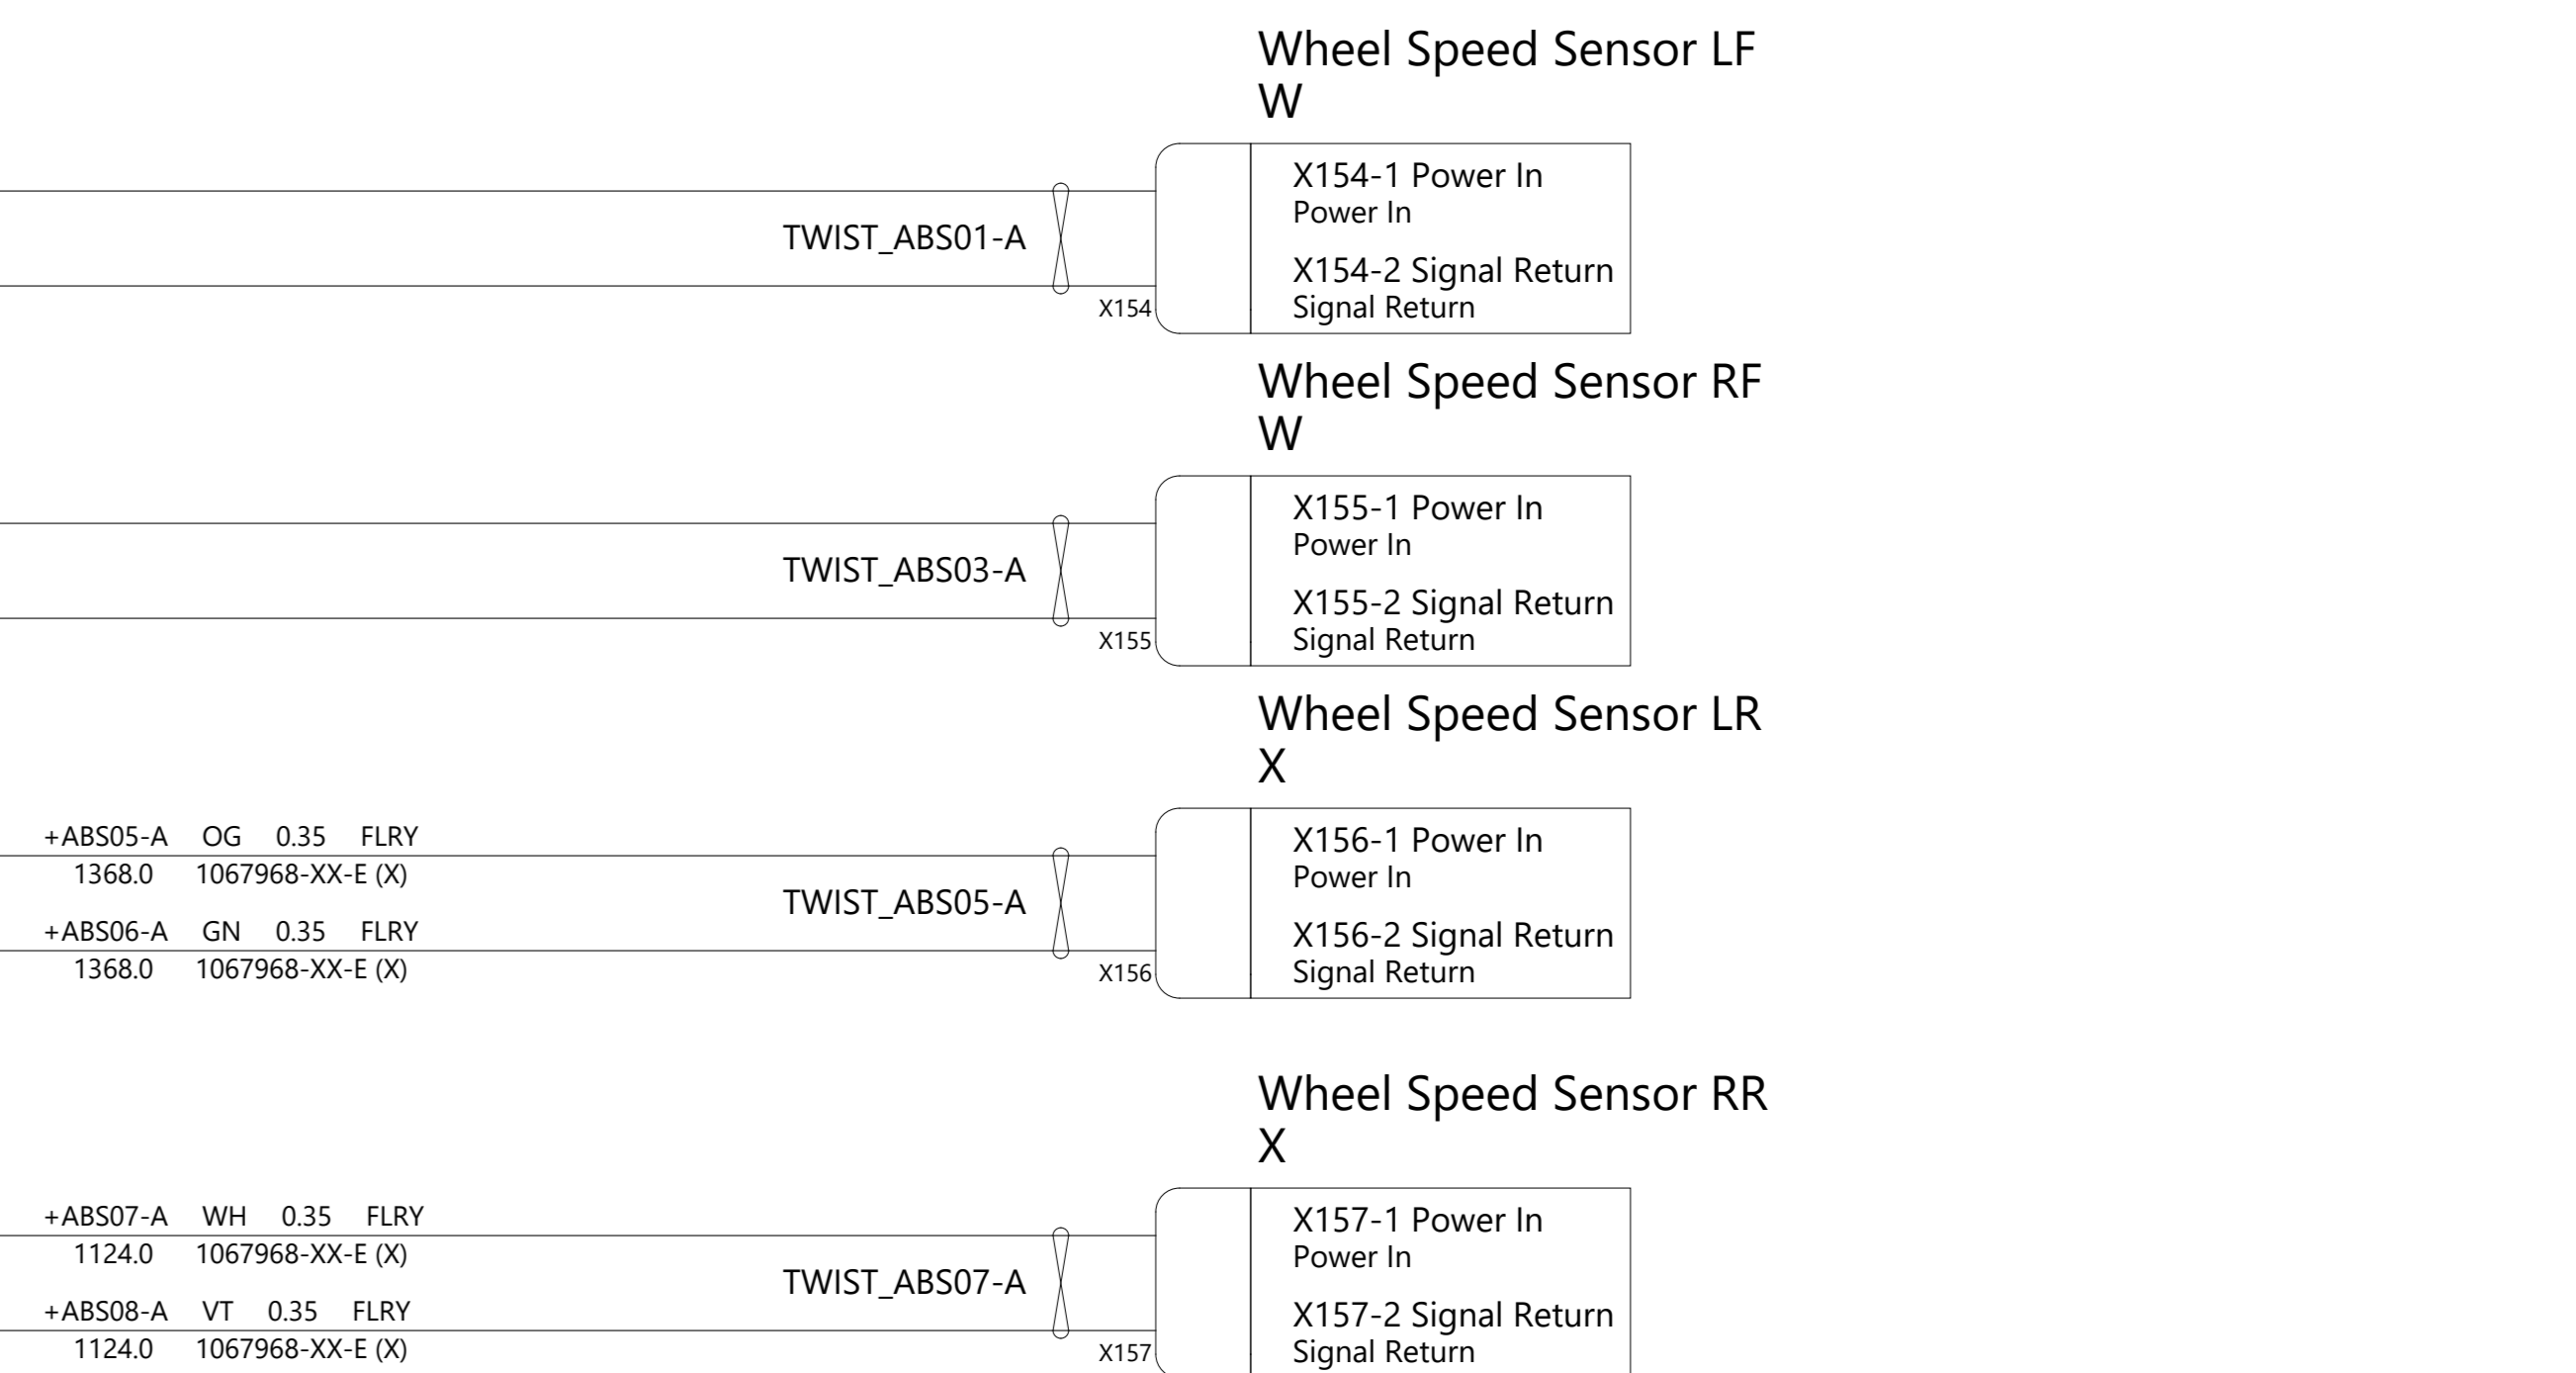 Wheel Speed Sensor LF
W
X154-1 Power In
Power In
TWIST_ABS01-A
X154-2 Signal Return
Signal Return
X154
Wheel Speed Sensor RF
W
X155-1 Power In
Power In
TWIST_ABS03-A
X155-2 Signal Return
Signal Return
X155
Wheel Speed Sensor LR
X
+ABS05-A OG 0.35 FLRY
X156-1 Power In
1368.0 1067968-XX-E (X)
Power In
TWIST_ABS05-A
+ABS06-A GN 0.35 FLRY
X156-2 Signal Return
1368.0 1067968-XX-E (X)
Signal Return
X156
Wheel Speed Sensor RR
X
+ABS07-A WH 0.35 FLRY
X157-1 Power In
1124.0 1067968-XX-E (X)
Power In
TWIST_ABS07-A
+ABS08-A VT 0.35 FLRY
X157-2 Signal Return
1124.0 1067968-XX-E (X)
Signal Return
X157